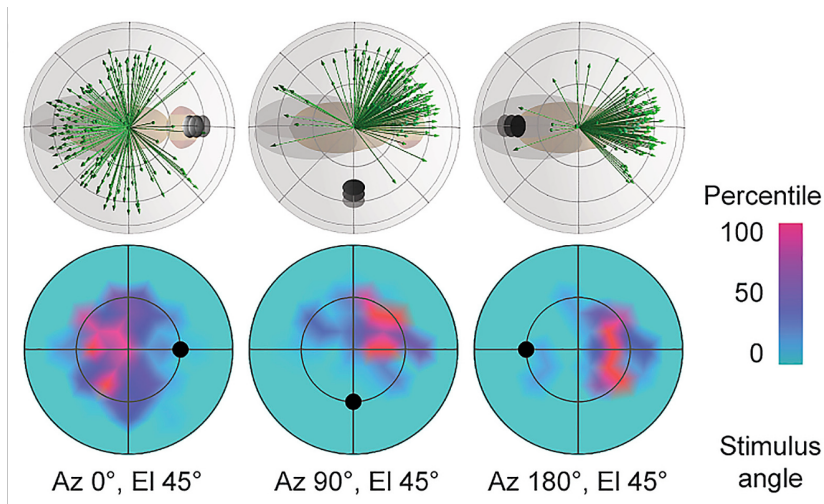 Percentile
100
50
0
Az 0°, El 45°
Az 90°, El 45°
Az 180°, El 45°
Stimulus
angle